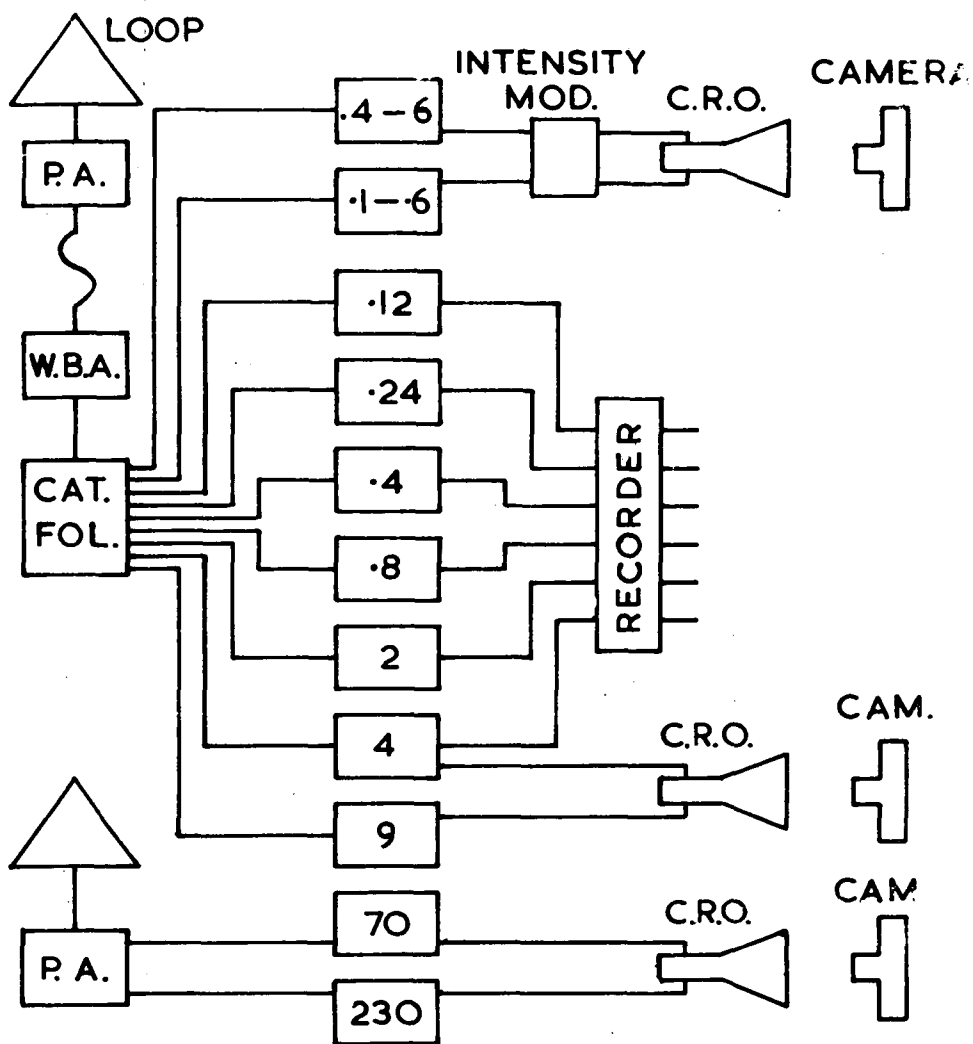 LOOP
INTENSITY
MOD.
C.R.O.
CAMERA
.4-6
P.A.
·1-·6
·12
W.B.A.
·24
CAT.
FOL.
·4
RECORDER
·8
2
4
C.R.O.
CAM.
9
70
C.R.O.
CAM
P.A.
230